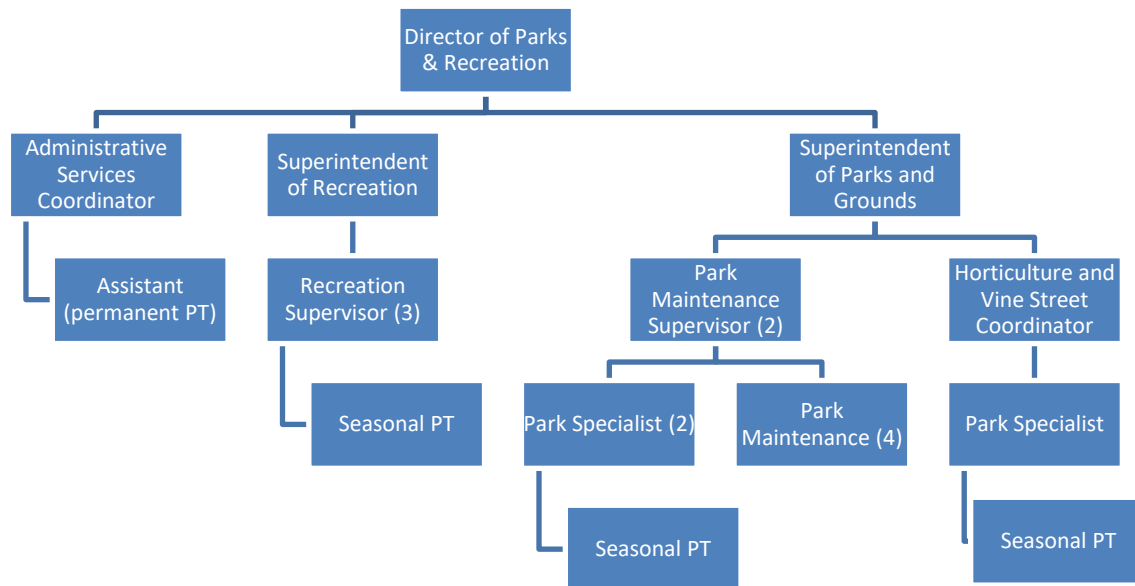 Director of Parks
& Recreation
Administrative
Services
Coordinator
Superintendent
of Recreation
Superintendent
of Parks and
Grounds
Assistant
(permanent PT)
Recreation
Supervisor (3)
Park
Maintenance
Supervisor (2)
Horticulture and
Vine Street
Coordinator
Seasonal PT
Park Specialist (2)
Park
Maintenance (4)
Park Specialist
Seasonal PT
Seasonal PT